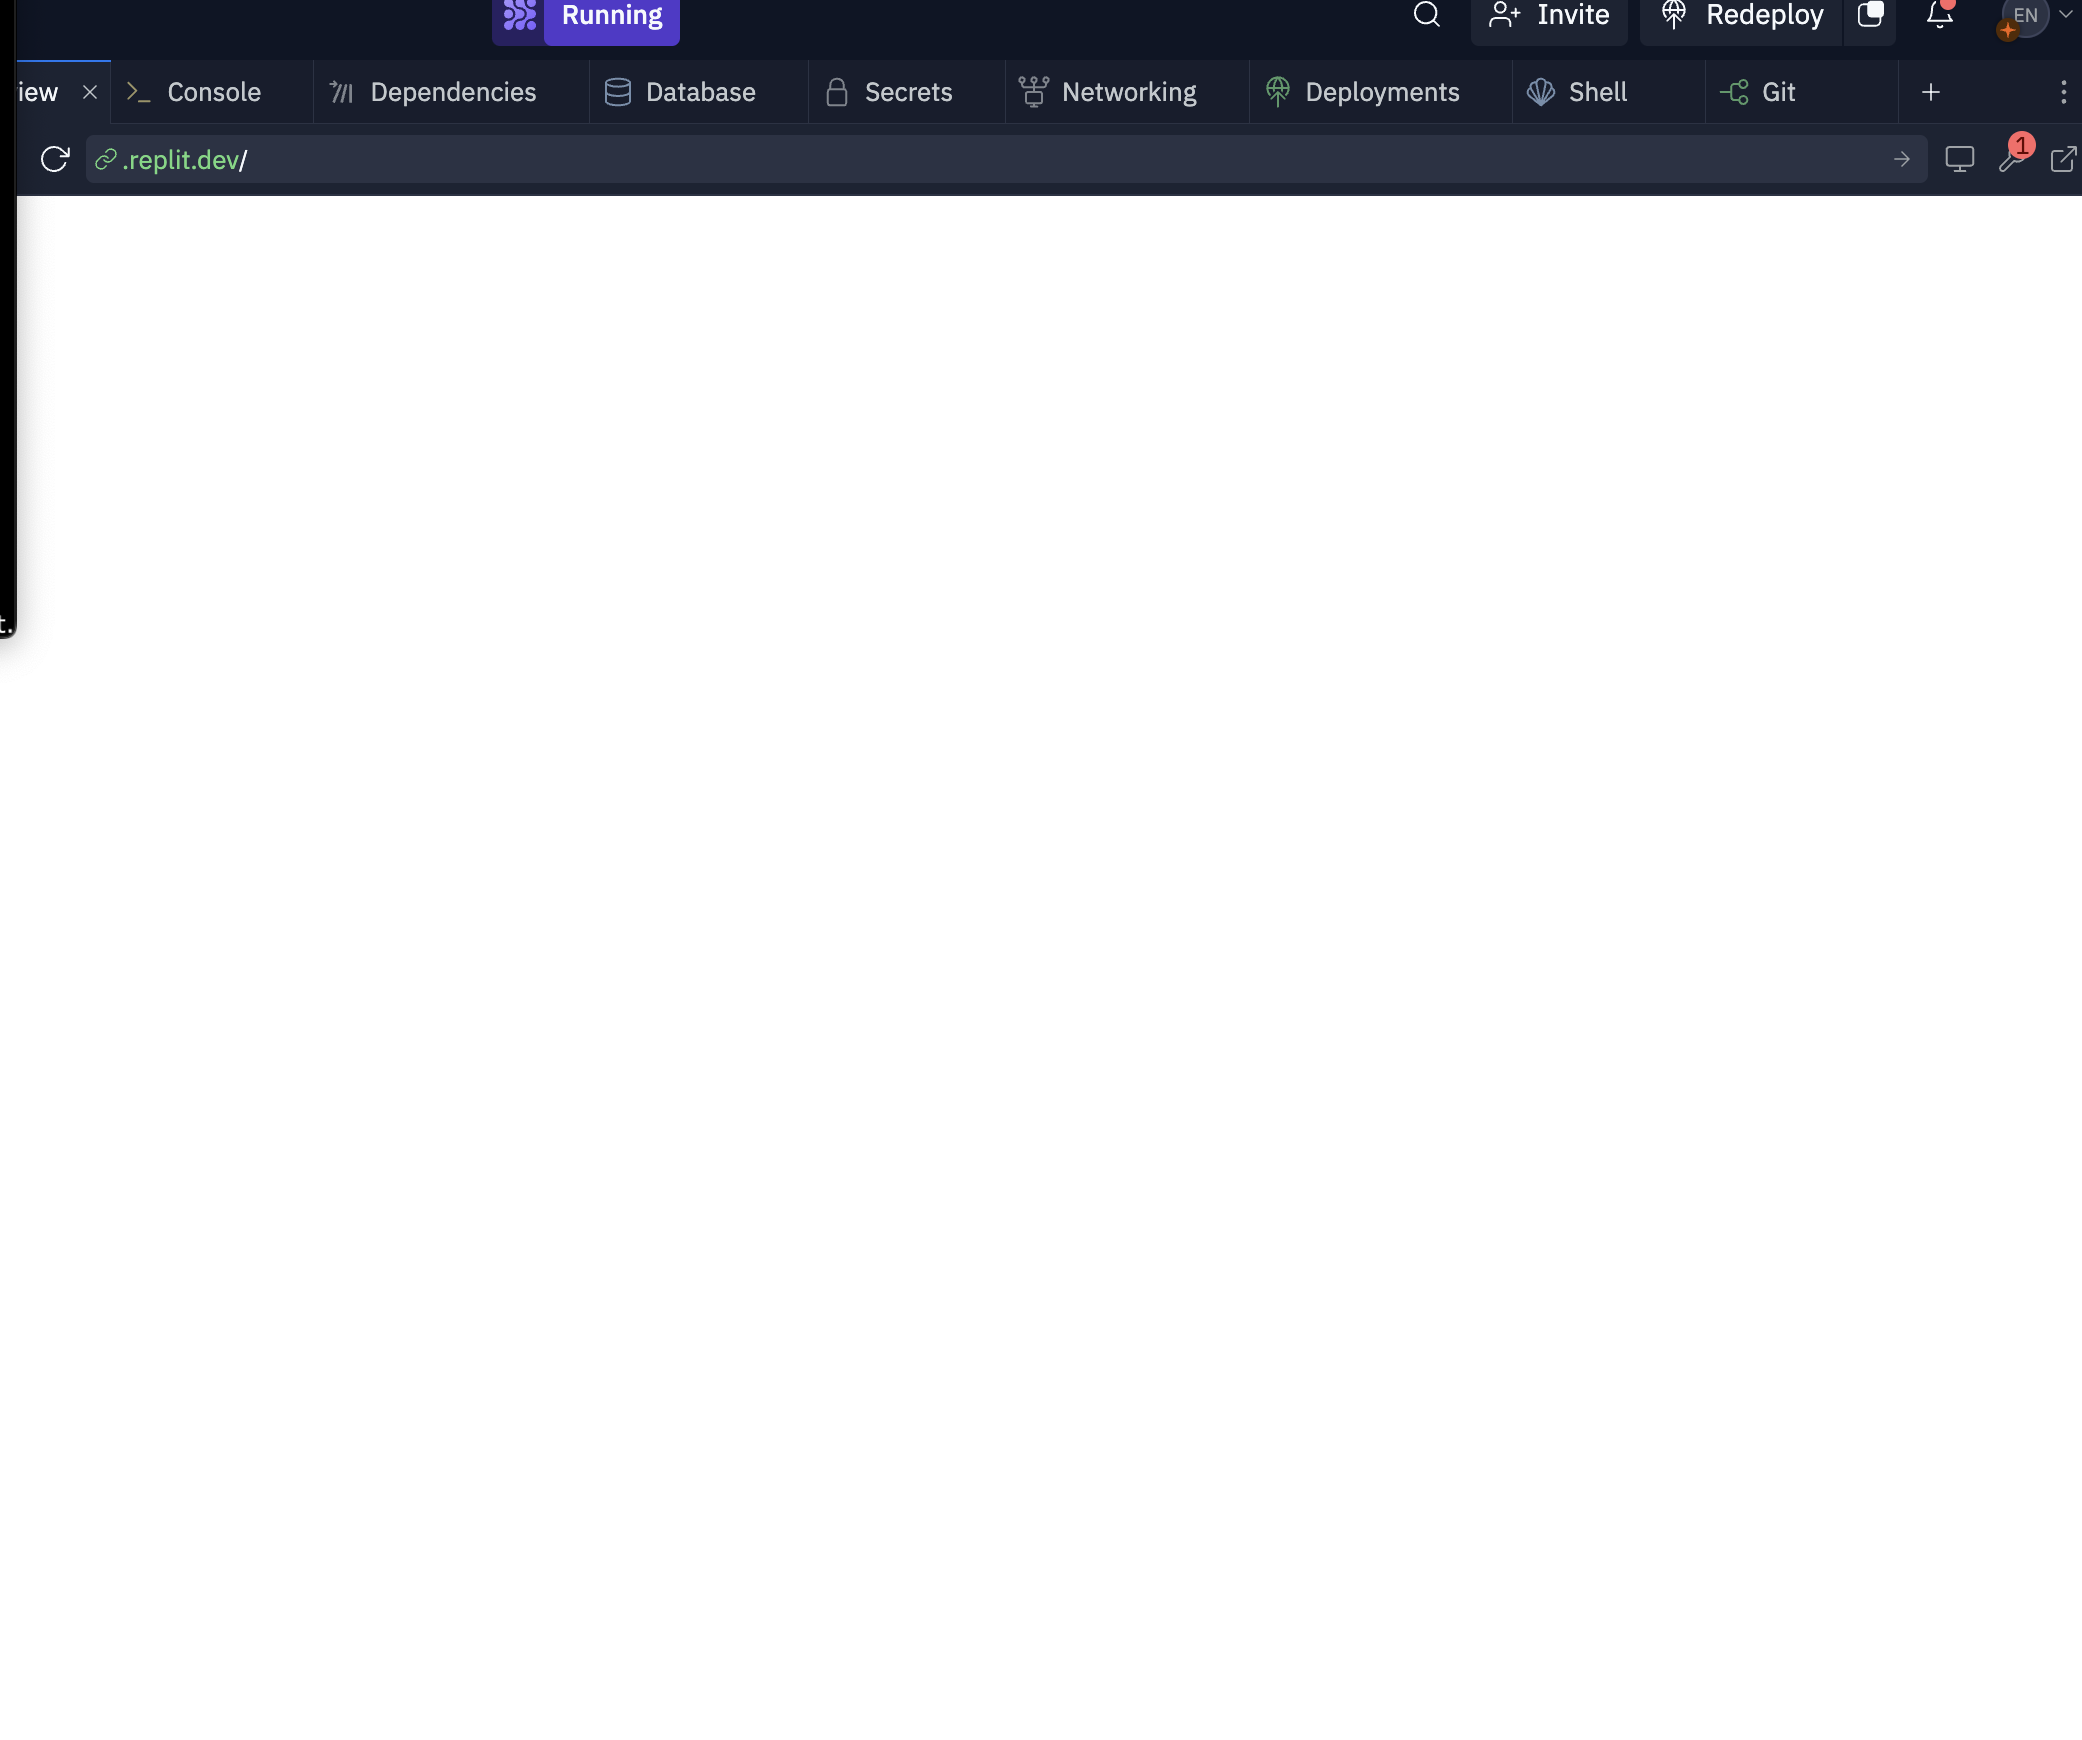 Running
Invite
Redeploy
EN
iew
Console
Dependencies
Database
Secrets
Networking
Deployments
Shell
Git
.replit.dev/
1
t.